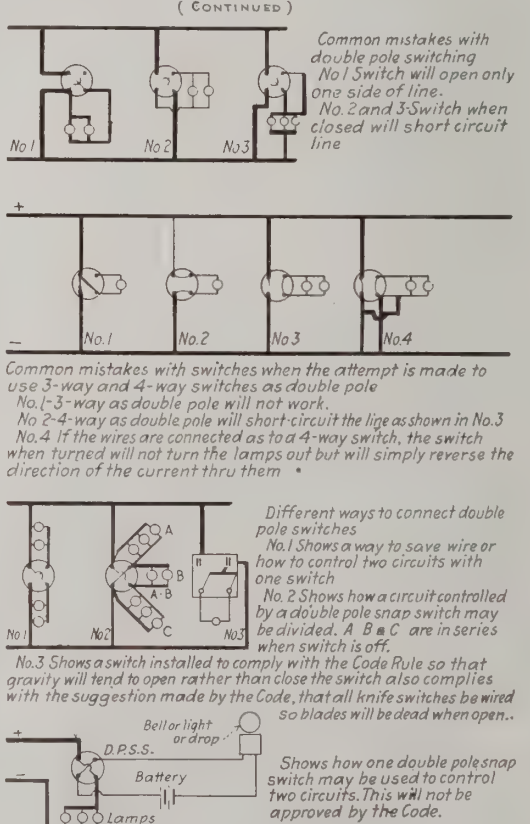 ( CONTINUED )
Common mistakes with
double pole switching
No 1 Switch will open only
one side of line.
No. 2 and 3-Switch when
closed will short circuit
line
No 1
No 2
No 3
+
−
No.1
No.2
No 3
No.4
Common mistakes with switches when the attempt is made to
use 3-way and 4-way switches as double pole
No.1-3-way as double pole will not work.
No 2-4-way as double pole will short-circuit the line as shown in No.3
No.4 If the wires are connected as to a 4-way switch, the switch
when turned will not turn the lamps out but will simply reverse the
direction of the current thru them •
Different ways to connect double
pole switches
No.1 Shows a way to save wire or
how to control two circuits with
one switch
No. 2 Shows how a circuit controlled
by a double pole snap switch may
be divided. A B & C are in series
when switch is off.
A
B
A-B
C
No 1
No2
No3
No.3 Shows a switch installed to comply with the Code Rule so that
gravity will tend to open rather than close the switch also complies
with the suggestion made by the Code, that all knife switches be wired
so blades will be dead when open..
Bell or light
or drop
+
D.P.S.S.
−
Battery
Lamps
Shows how one double pole snap
switch may be used to control
two circuits. This will not be
approved by the Code.